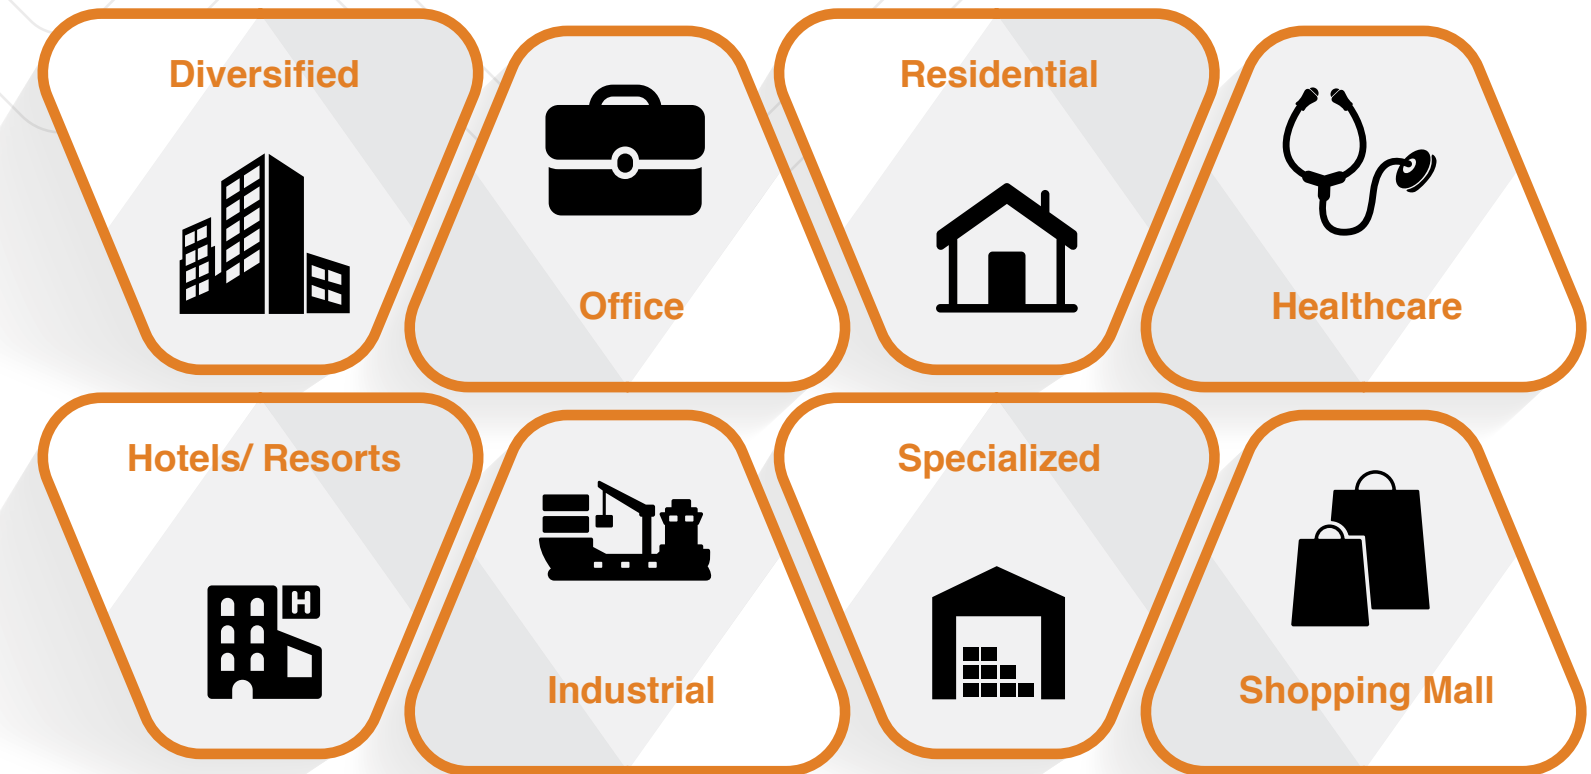 Diversified
Office
Residential
Healthcare
Hotels/ Resorts
Industrial
Specialized
Shopping Mall
H